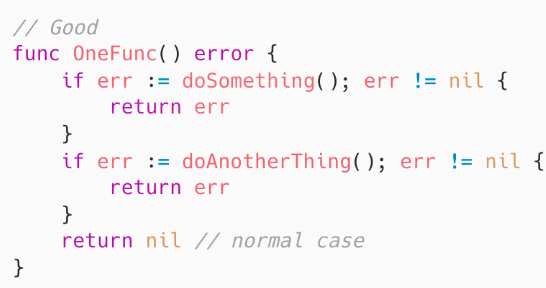 // Good
func OneFunc() error {
    if err := doSomething(); err != nil {
        return err
    }
    if err := doAnotherThing(); err != nil {
        return err
    }
    return nil // normal case
}